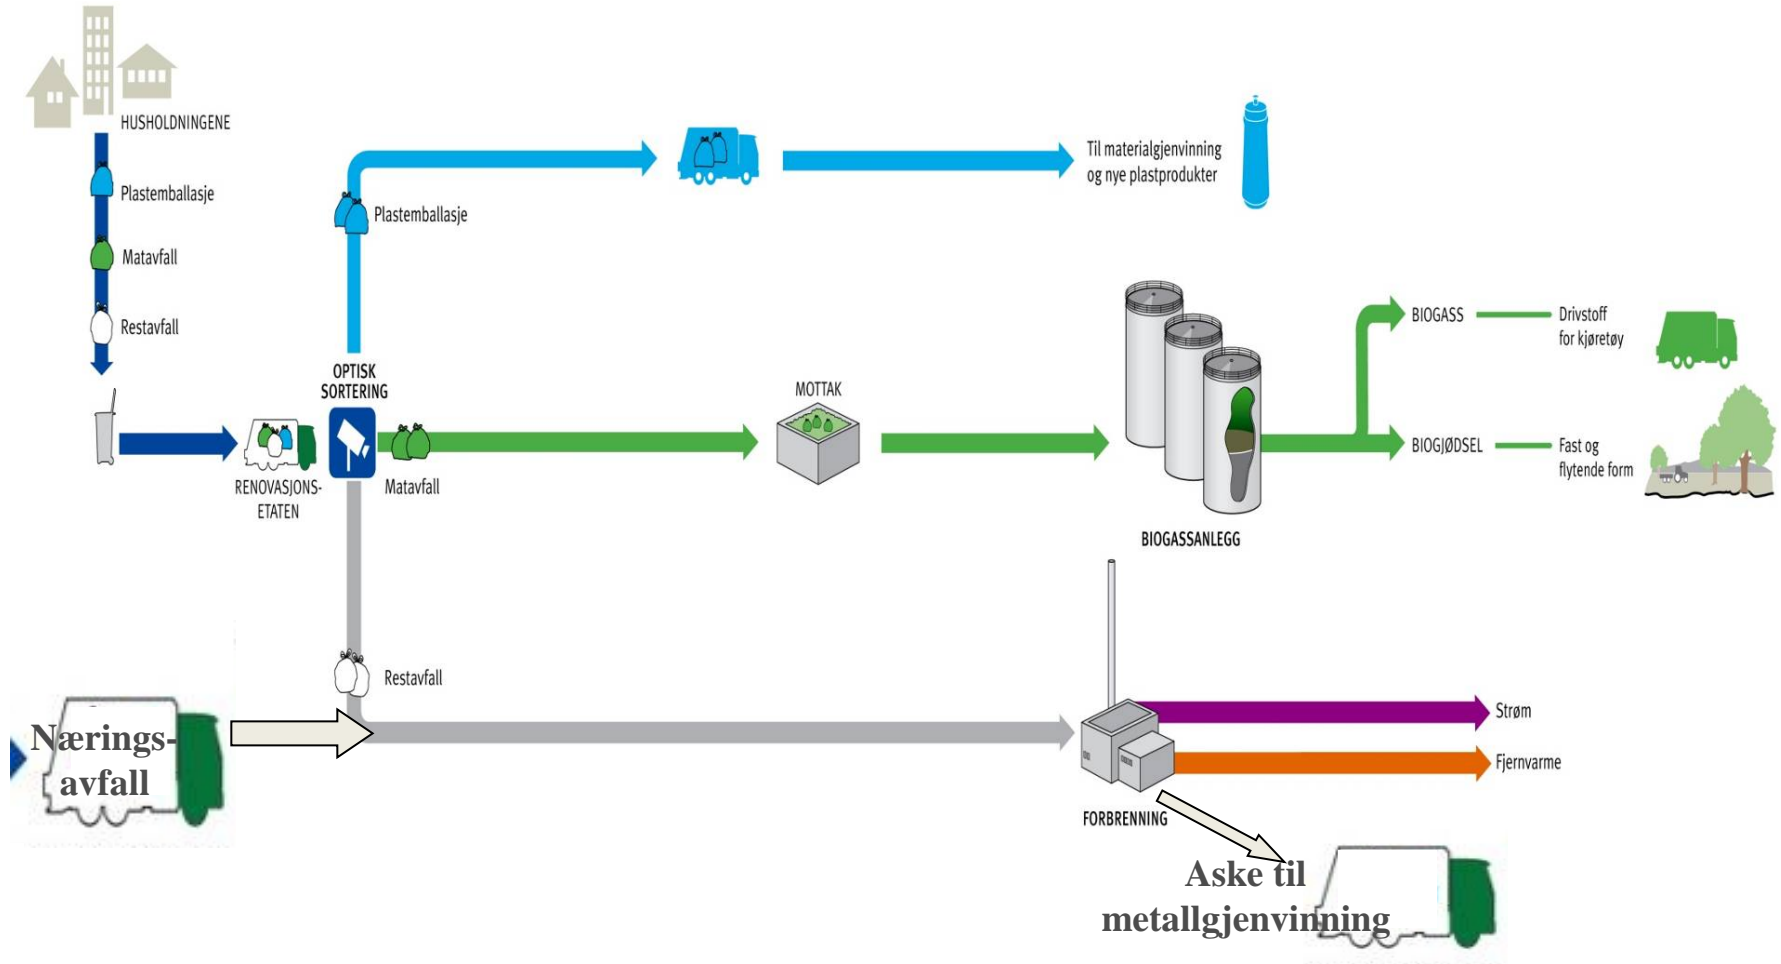 HUSHOLDNINGENE
Plastemballasje
Matavfall
Restavfall
RENOVASJONS-
ETATEN
OPTISK
SORTERING
Plastemballasje
Til materialgjenvinning
og nye plastprodukter
Matavfall
MOTTAK
BIOGASSANLEGG
BIOGASS
Drivstoff
for kjøretøy
BIOGJØDSEL
Fast og
flytende form
Restavfall
Nærings-
avfall
FORBRENNING
Strøm
Fjernvarme
Aske til
metallgjenvinning